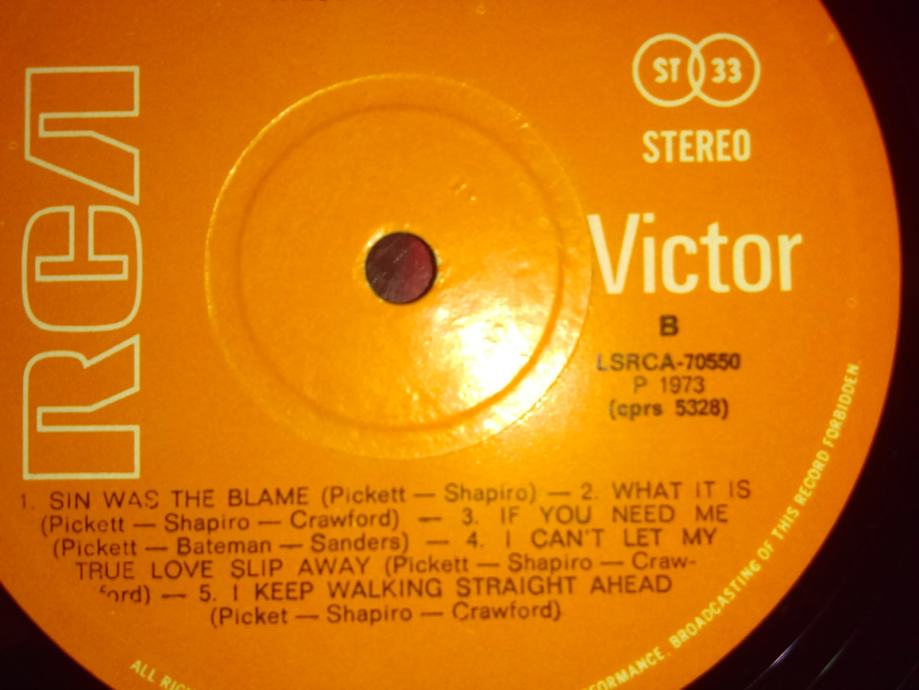 RCA
ST 33
STEREO
Victor
B
LSRCA-70550
P 1973
(cprs 5328)
1. SIN WAS THE BLAME (Pickett — Shapiro) — 2. WHAT IT IS
(Pickett — Shapiro — Crawford) — 3. IF YOU NEED ME
(Pickett — Bateman — Sanders) — 4. I CAN'T LET MY
TRUE LOVE SLIP AWAY (Pickett — Shapiro — Craw-
ford) — 5. I KEEP WALKING STRAIGHT AHEAD
(Picket — Shapiro — Crawford)
ALL
BROADCASTING OF THIS RECORD FORBIDDEN.